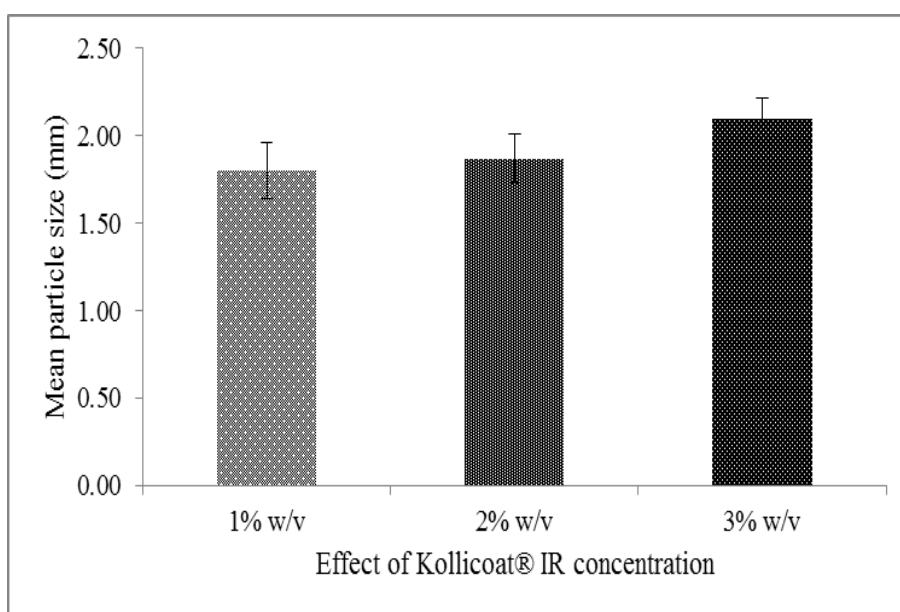 2.50
2.00
1.50
1.00
0.50
0.00
Mean particle size (mm)
1% w/v 2% w/v 3% w/v
Effect of Kollicoat® IR concentration